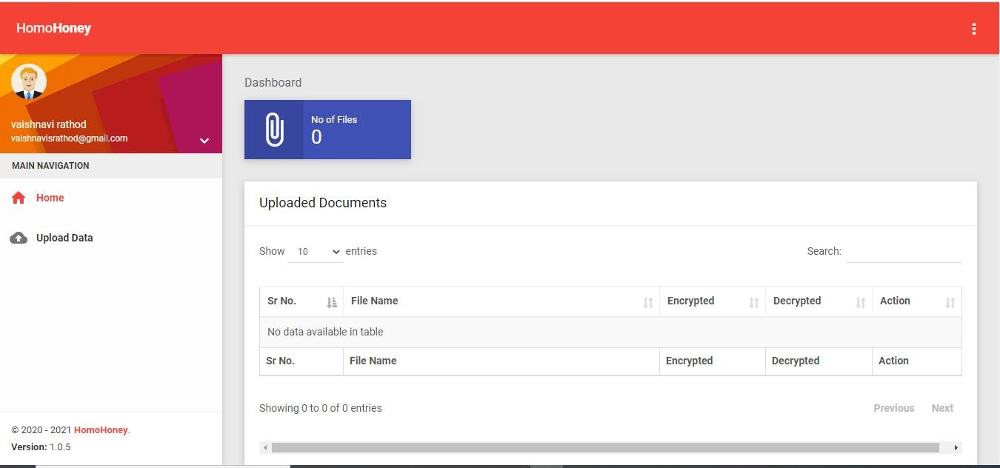 HomoHoney
vaishnavi rathod
vaishnavisrathod@gmail.com
MAIN NAVIGATION
Home
Upload Data
© 2020 - 2021 HomoHoney.
Version: 1.0.5
Dashboard
No of Files
0
Uploaded Documents
Show 10 entries Search:
Sr No. File Name Encrypted Decrypted Action
No data available in table
Sr No. File Name Encrypted Decrypted Action
Showing 0 to 0 of 0 entries Previous Next